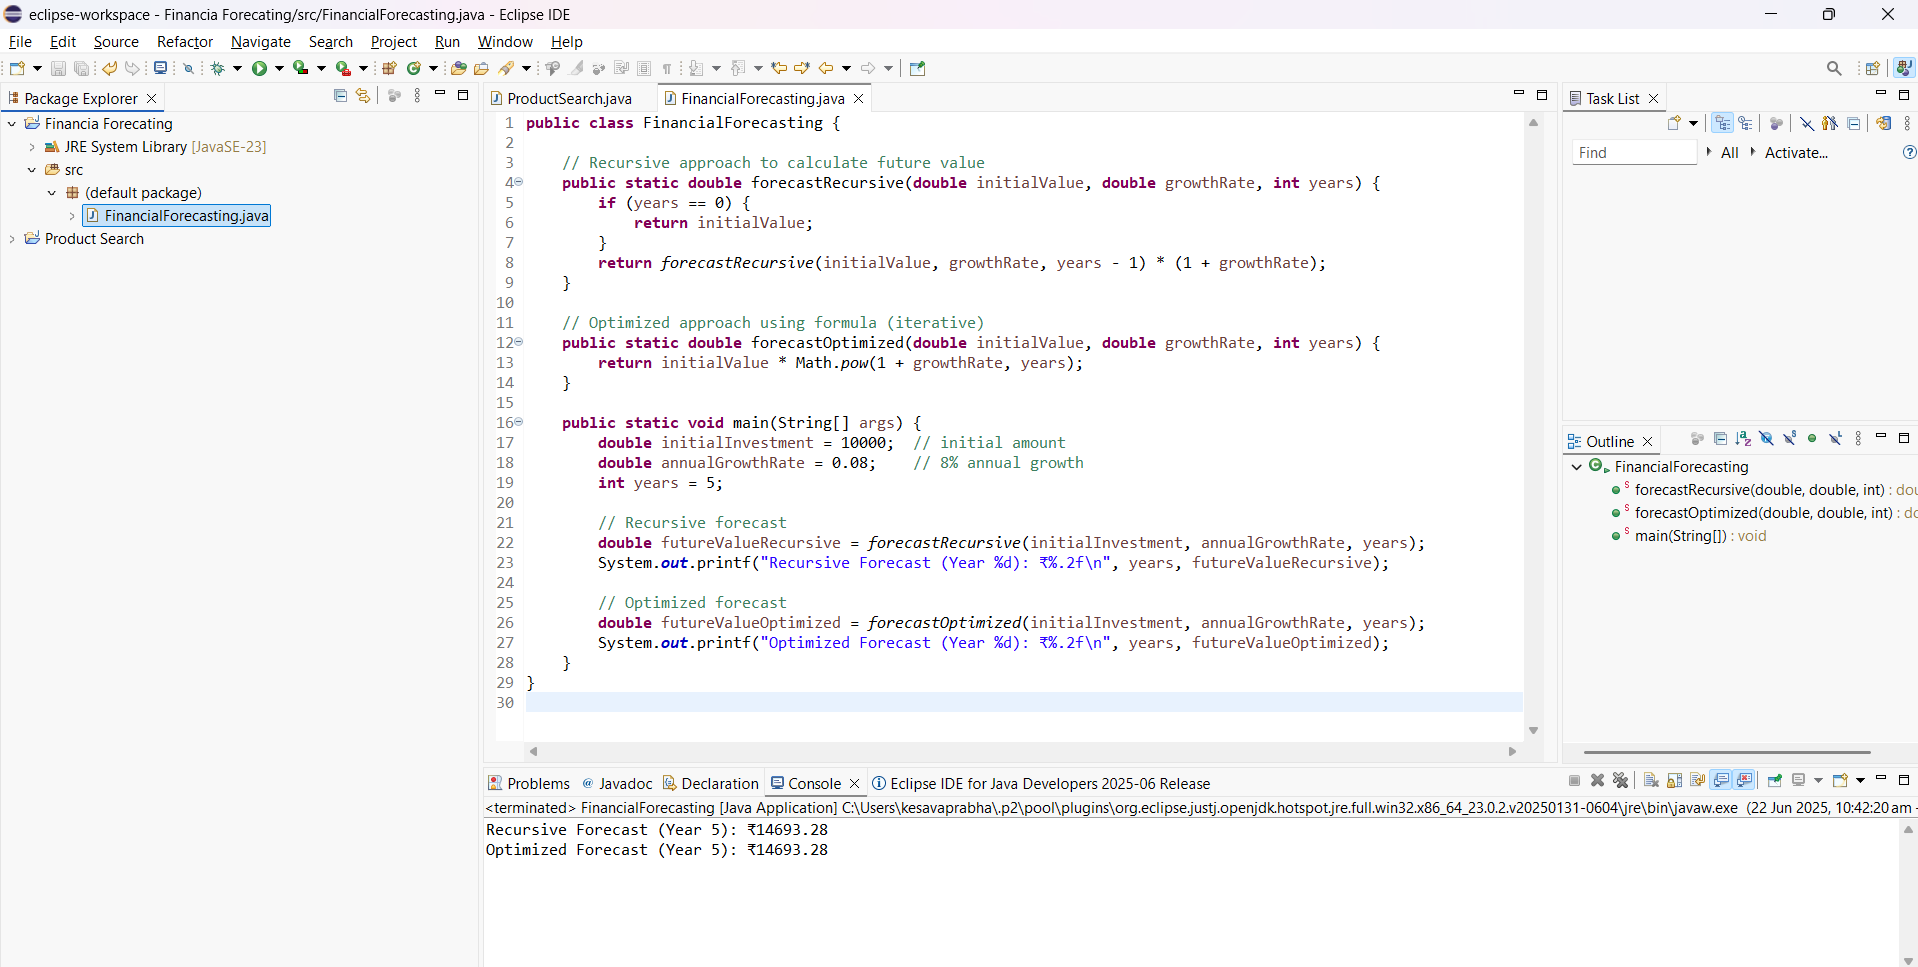 eclipse-workspace - Financia Forecating/src/FinancialForecasting.java - Eclipse IDE
File Edit Source Refactor Navigate Search Project Run Window Help
Package Explorer
Financia Forecating
JRE System Library [JavaSE-23]
src
(default package)
FinancialForecasting.java
Product Search
ProductSearch.java FinancialForecasting.java
1 public class FinancialForecasting {
2
3 // Recursive approach to calculate future value
4 public static double forecastRecursive(double initialValue, double growthRate, int years) {
5 if (years == 0) {
6 return initialValue;
7 }
8 return forecastRecursive(initialValue, growthRate, years - 1) * (1 + growthRate);
9 }
10
11 // Optimized approach using formula (iterative)
12 public static double forecastOptimized(double initialValue, double growthRate, int years) {
13 return initialValue * Math.pow(1 + growthRate, years);
14 }
15
16 public static void main(String[] args) {
17 double initialInvestment = 10000; // initial amount
18 double annualGrowthRate = 0.08; // 8% annual growth
19 int years = 5;
20
21 // Recursive forecast
22 double futureValueRecursive = forecastRecursive(initialInvestment, annualGrowthRate, years);
23 System.out.printf("Recursive Forecast (Year %d): ₹%.2f\n", years, futureValueRecursive);
24
25 // Optimized forecast
26 double futureValueOptimized = forecastOptimized(initialInvestment, annualGrowthRate, years);
27 System.out.printf("Optimized Forecast (Year %d): ₹%.2f\n", years, futureValueOptimized);
28 }
29 }
30
Task List
Find All Activate...
Outline
FinancialForecasting
forecastRecursive(double, double, int) : dou
forecastOptimized(double, double, int) : do
main(String[]) : void
Problems Javadoc Declaration Console Eclipse IDE for Java Developers 2025-06 Release
<terminated> FinancialForecasting [Java Application] C:\Users\kesavaprabha\.p2\pool\plugins\org.eclipse.justj.openjdk.hotspot.jre.full.win32.x86_64_23.0.2.v20250131-0604\jre\bin\javaw.exe (22 Jun 2025, 10:42:20 am -
Recursive Forecast (Year 5): ₹14693.28
Optimized Forecast (Year 5): ₹14693.28